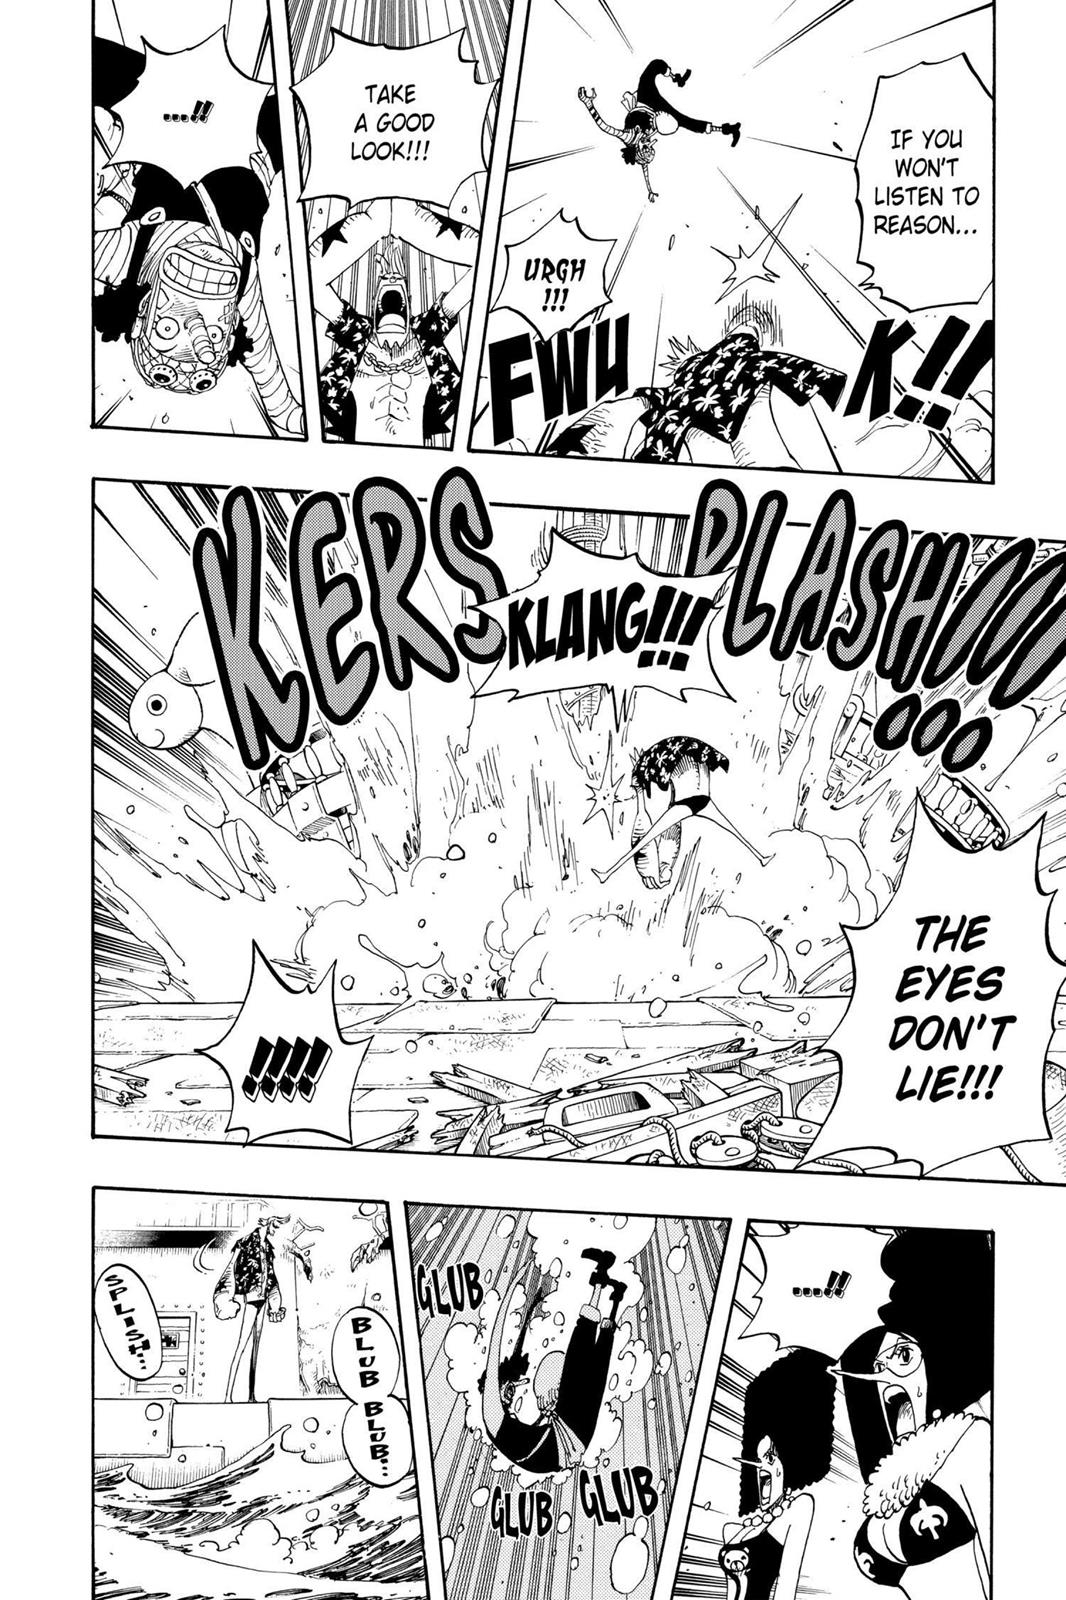 IF YOU
WON'T
LISTEN TO
REASON...
URGH
!!!
FWU
K!!
TAKE
A GOOD
LOOK!!!
...!!
KERS
PLASHOOO
...
KLANG!!!
THE
EYES
DON'T
LIE!!!
!!!!!
...!!
GLUB
GLUB
GLUB
SPLISH...
BLUB BLUB...